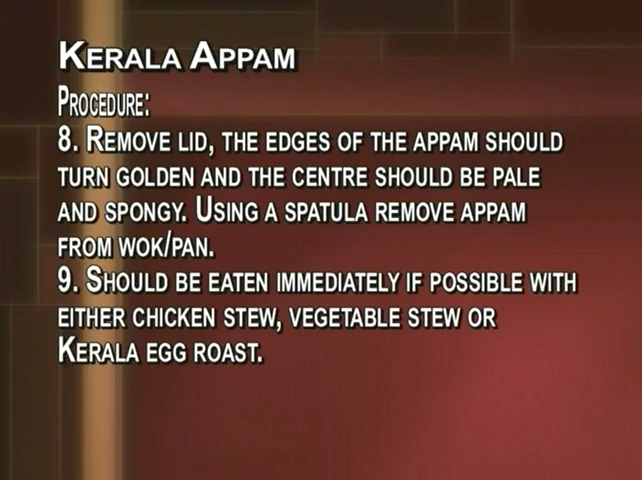 KERALA APPAM
PROCEDURE:
8. REMOVE LID, THE EDGES OF THE APPAM SHOULD
TURN GOLDEN AND THE CENTRE SHOULD BE PALE
AND SPONGY. USING A SPATULA REMOVE APPAM
FROM WOK/PAN.
9. SHOULD BE EATEN IMMEDIATELY IF POSSIBLE WITH
EITHER CHICKEN STEW, VEGETABLE STEW OR
KERALA EGG ROAST.